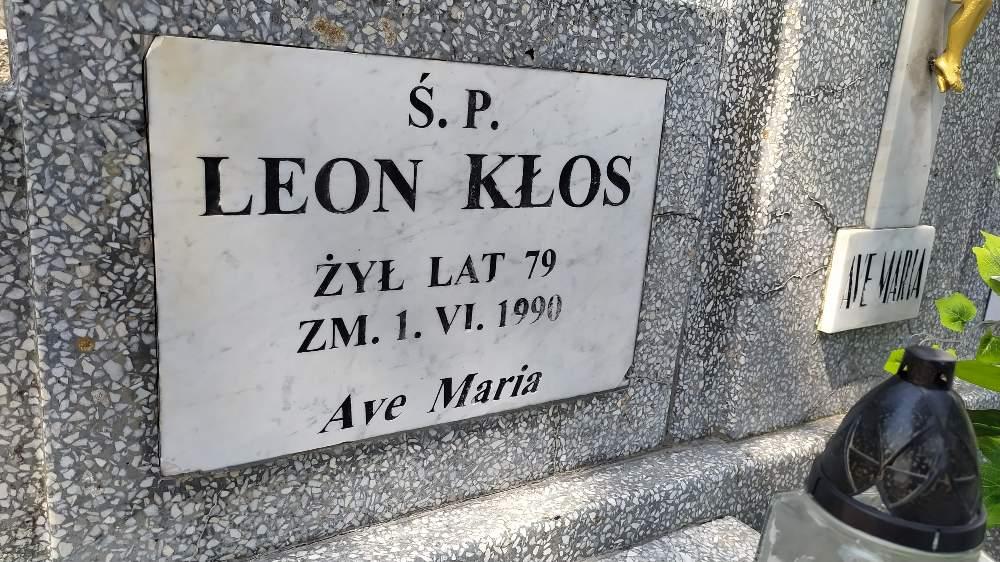 Ś. P.
LEON KŁOS
ŻYŁ LAT 79
ZM. 1. VI. 1990
Ave Maria
AVE MARIA